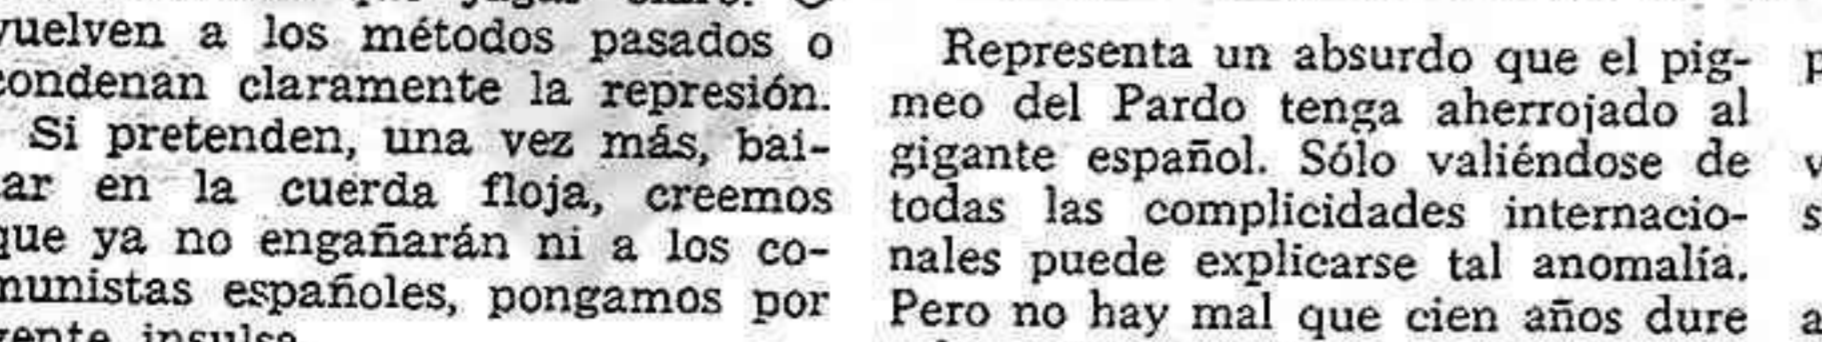 vuelven a los métodos pasados o
condenan claramente la represión.
Si pretenden, una vez más, bai-
lar en la cuerda floja, creemos
que ya no engañarán ni a los co-
munistas españoles, pongamos por
gente insulsa
Representa un absurdo que el pig-
meo del Pardo tenga aherrojado al
gigante español. Sólo valiéndose de
todas las complicidades internacio-
nales puede explicarse tal anomalía.
Pero no hay mal que cien años dure